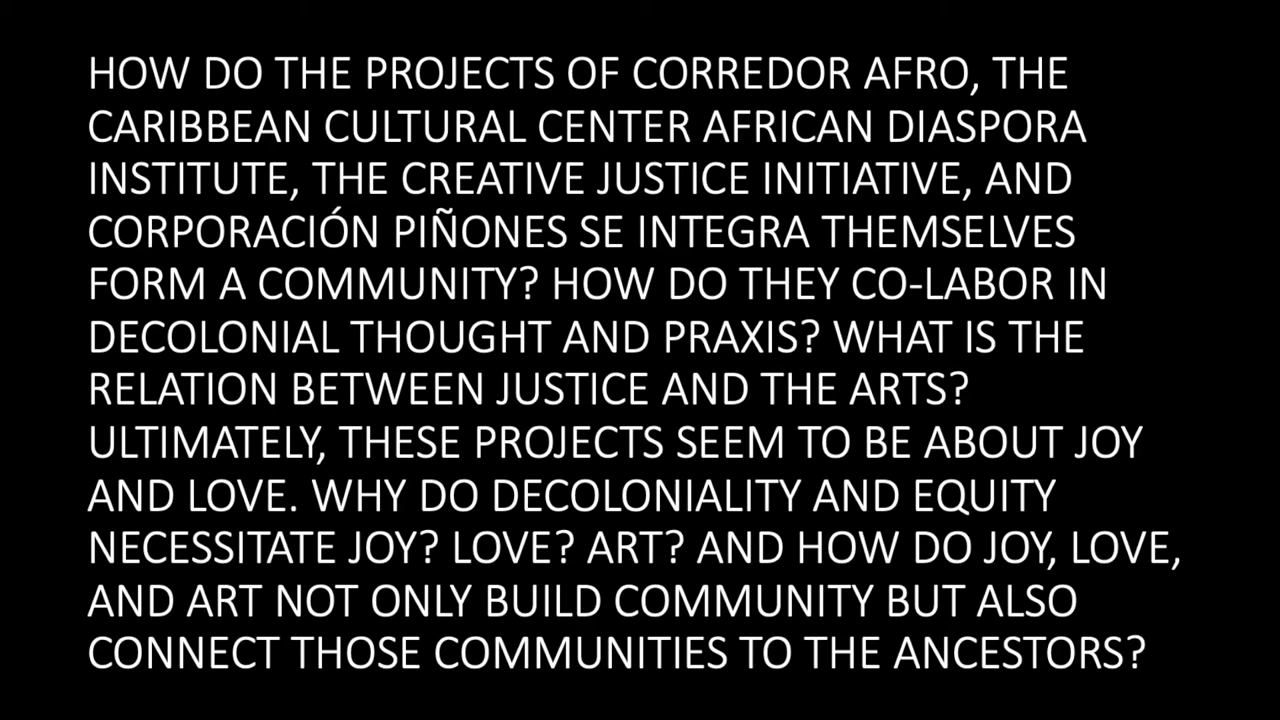 HOW DO THE PROJECTS OF CORREDOR AFRO, THE
CARIBBEAN CULTURAL CENTER AFRICAN DIASPORA
INSTITUTE, THE CREATIVE JUSTICE INITIATIVE, AND
CORPORACIÓN PIÑONES SE INTEGRA THEMSELVES
FORM A COMMUNITY? HOW DO THEY CO-LABOR IN
DECOLONIAL THOUGHT AND PRAXIS? WHAT IS THE
RELATION BETWEEN JUSTICE AND THE ARTS?
ULTIMATELY, THESE PROJECTS SEEM TO BE ABOUT JOY
AND LOVE. WHY DO DECOLONIALITY AND EQUITY
NECESSITATE JOY? LOVE? ART? AND HOW DO JOY, LOVE,
AND ART NOT ONLY BUILD COMMUNITY BUT ALSO
CONNECT THOSE COMMUNITIES TO THE ANCESTORS?